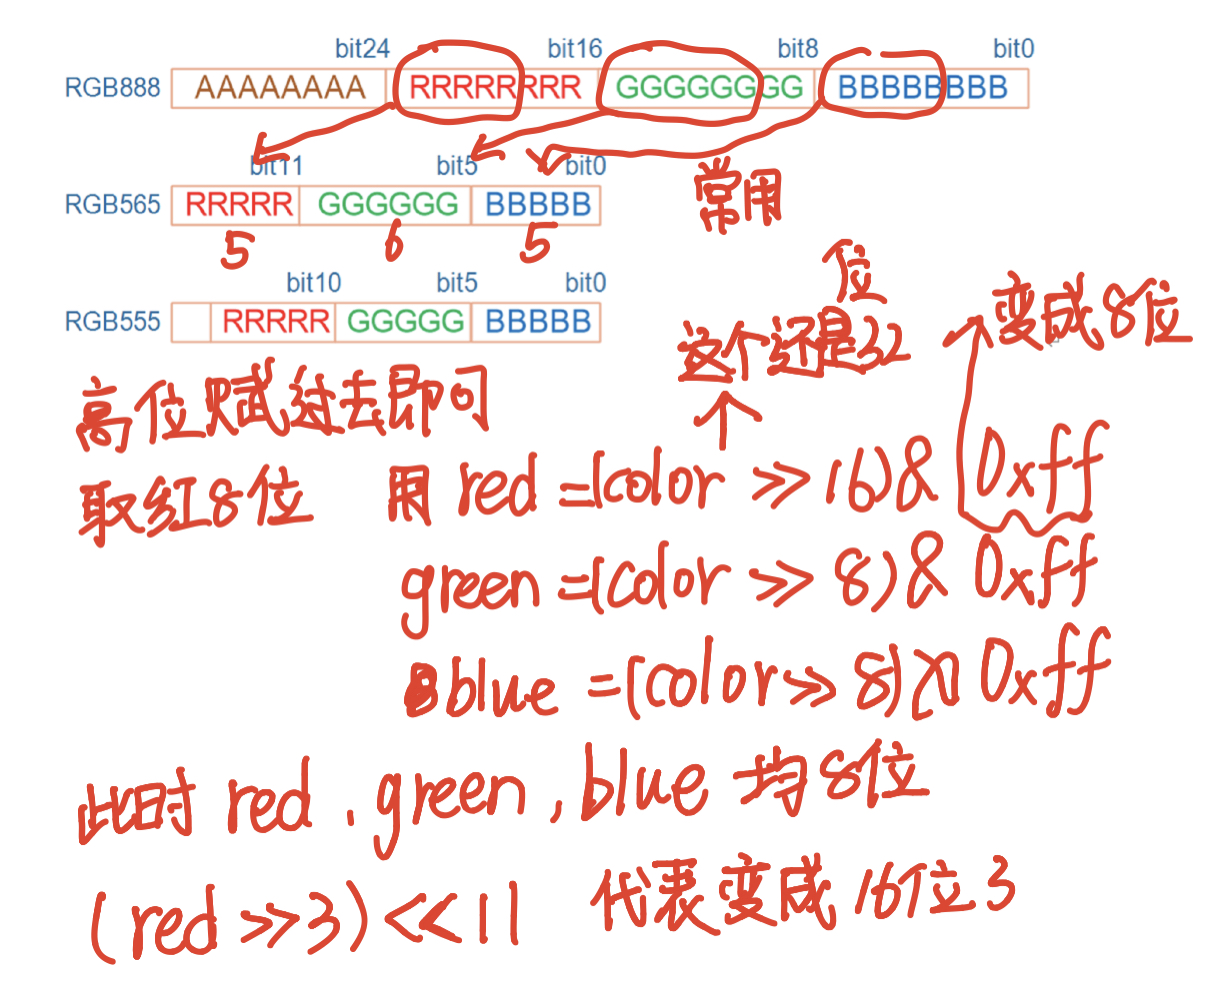 bit24 bit16 bit8 bit0
RGB888 AAAAAAAA RRRRRRRR GGGGGGGG BBBBBBBB
bit11 bit5 bit0
RGB565 RRRRR GGGGGG BBBBB
常用
5 6 5
bit10 bit5 bit0
RGB555 RRRRR GGGGG BBBBB
位
这个还是32
变成8位
高位赋过去即可
取红8位 用 red =(color >> 16)& 0xff
green =(color >> 8)& 0xff
blue =(color >> 8)& 0xff
此时 red . green , blue 均8位
(red >>3)<<11 代表变成16位3